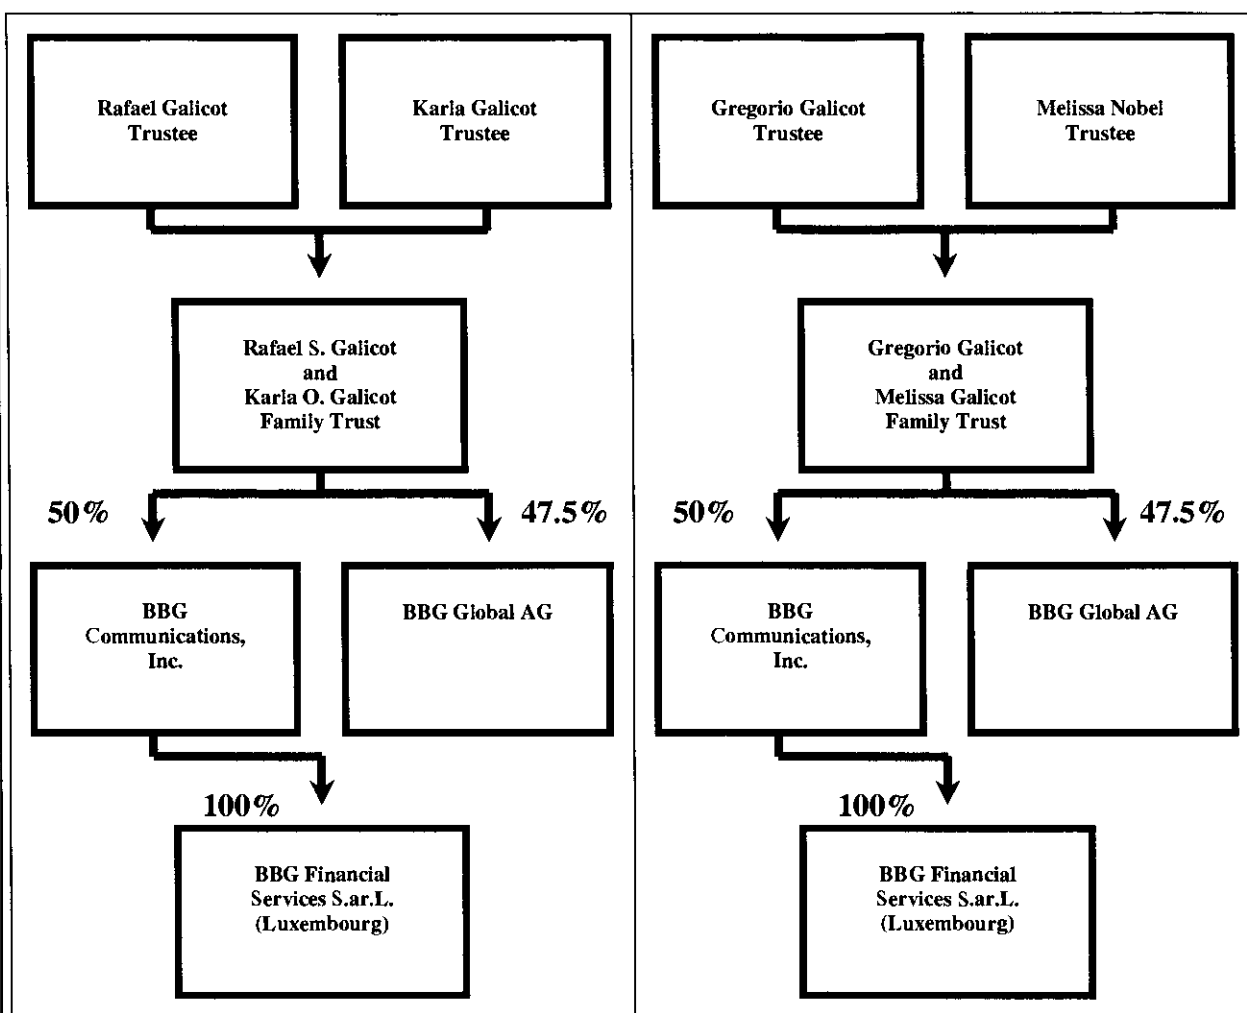 Rafael Galicot
Trustee
Karla Galicot
Trustee
Rafael S. Galicot
and
Karla O. Galicot
Family Trust
50%
47.5%
BBG
Communications,
Inc.
BBG Global AG
100%
BBG Financial
Services S.ar.L.
(Luxembourg)
Gregorio Galicot
Trustee
Melissa Nobel
Trustee
Gregorio Galicot
and
Melissa Galicot
Family Trust
50%
47.5%
BBG
Communications,
Inc.
BBG Global AG
100%
BBG Financial
Services S.ar.L.
(Luxembourg)